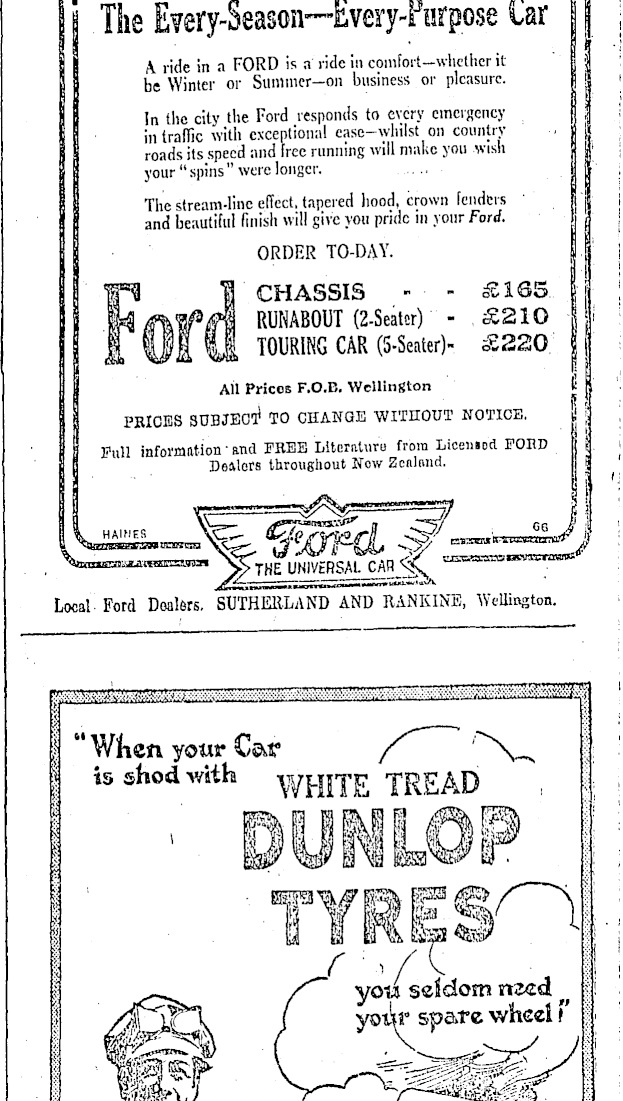 The Every-Season—Every-Purpose Car
A ride in a FORD is a ride in comfort—whether it
be Winter or Summer—on business or pleasure.
In the city the Ford responds to every emergency
in traffic with exceptional ease—whilst on country
roads its speed and free running will make you wish
your "spins" were longer.
The stream-line effect, tapered hood, crown fenders
and beautiful finish will give you pride in your Ford.
ORDER TO-DAY.
Ford
CHASSIS - - £165
RUNABOUT (2-Seater) - £210
TOURING CAR (5-Seater)- £220
All Prices F.O.B. Wellington
PRICES SUBJECT TO CHANGE WITHOUT NOTICE.
Full information and FREE Literature from Licensed FORD
Dealers throughout New Zealand.
HAINES
GG
Ford
THE UNIVERSAL CAR
Local Ford Dealers, SUTHERLAND AND RANKINE, Wellington.
"When your Car
is shod with
WHITE TREAD
DUNLOP
TYRES
you seldom need
your spare wheel!"